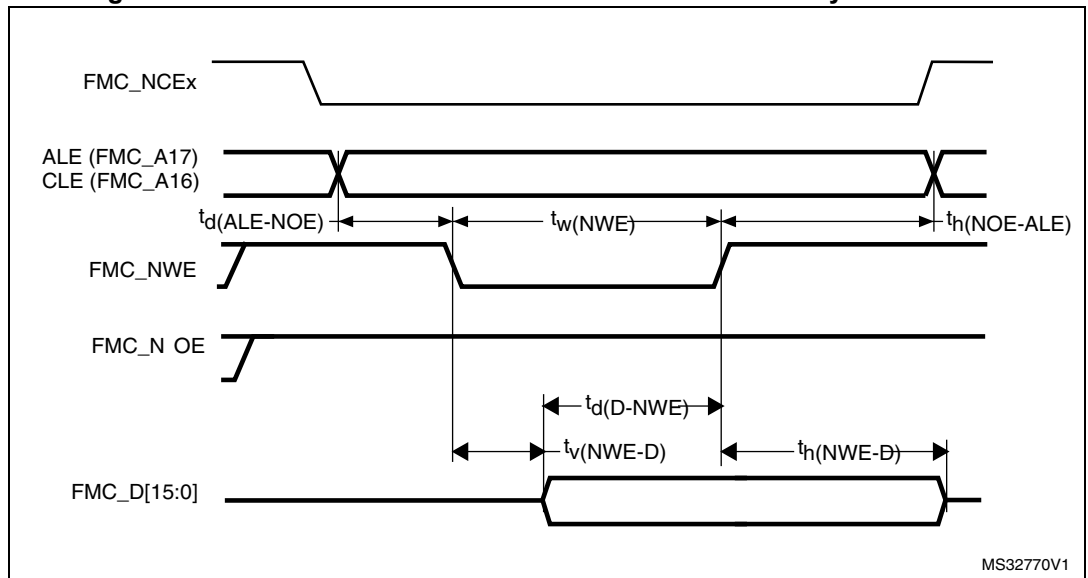 FMC_NCEx
ALE (FMC_A17)
CLE (FMC_A16)
td(ALE-NOE)
tw(NWE)
th(NOE-ALE)
FMC_NWE
FMC_N OE
td(D-NWE)
tv(NWE-D)
th(NWE-D)
FMC_D[15:0]
MS32770V1